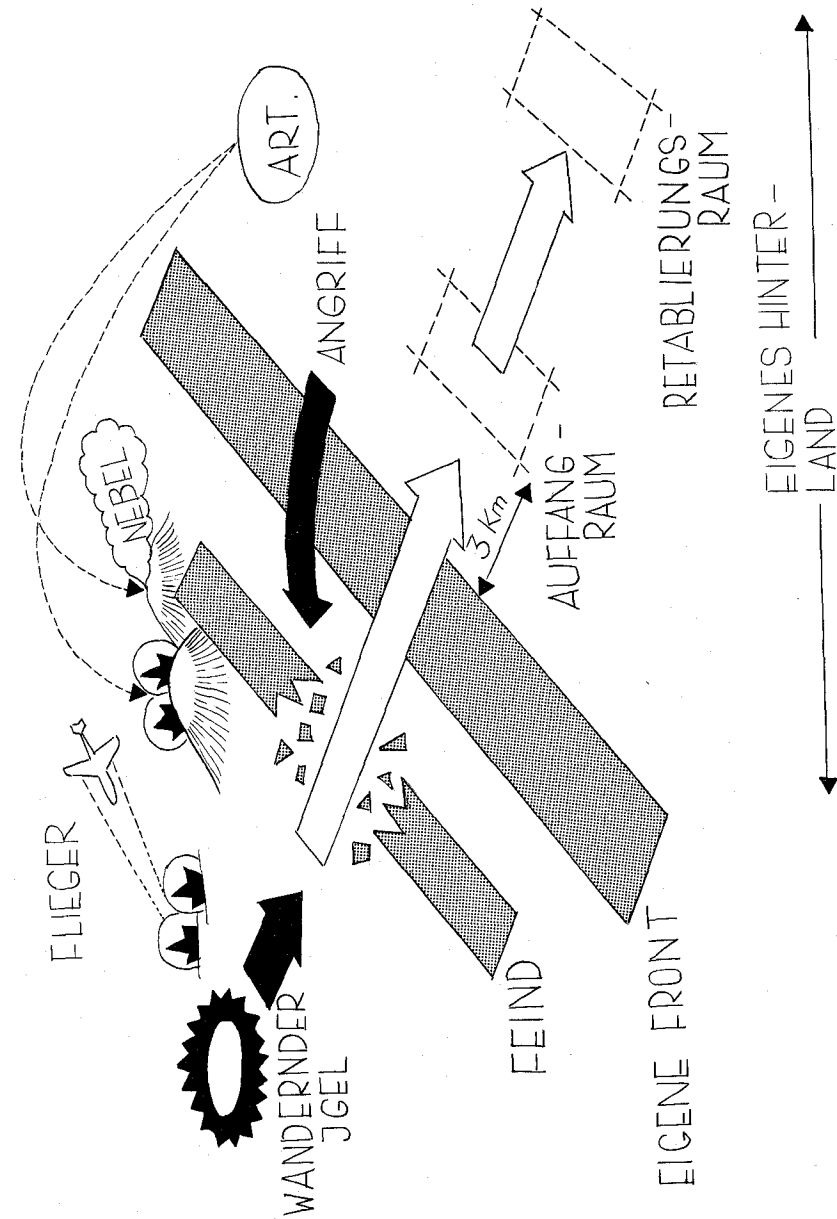 FLIEGER
NEBEL
ART.
WANDERNDER
JGEL
ANGRIFF
FEIND
3 Km
AUFFANG-
RAUM
EIGENE FRONT
RETABLIERUNGS-
RAUM
EIGENES HINTER-
LAND